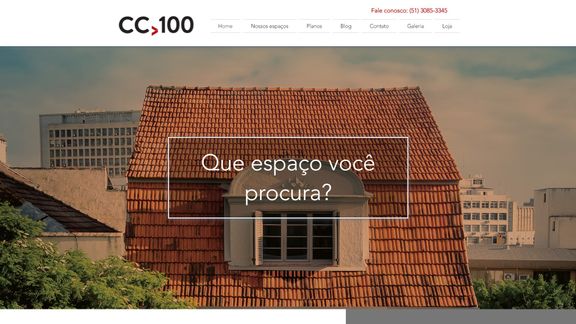 Fale conosco: (51) 3085-3345
CC>100
Home Nossos espaços Planos Blog Contato Galeria Loja
Que espaço você
procura?